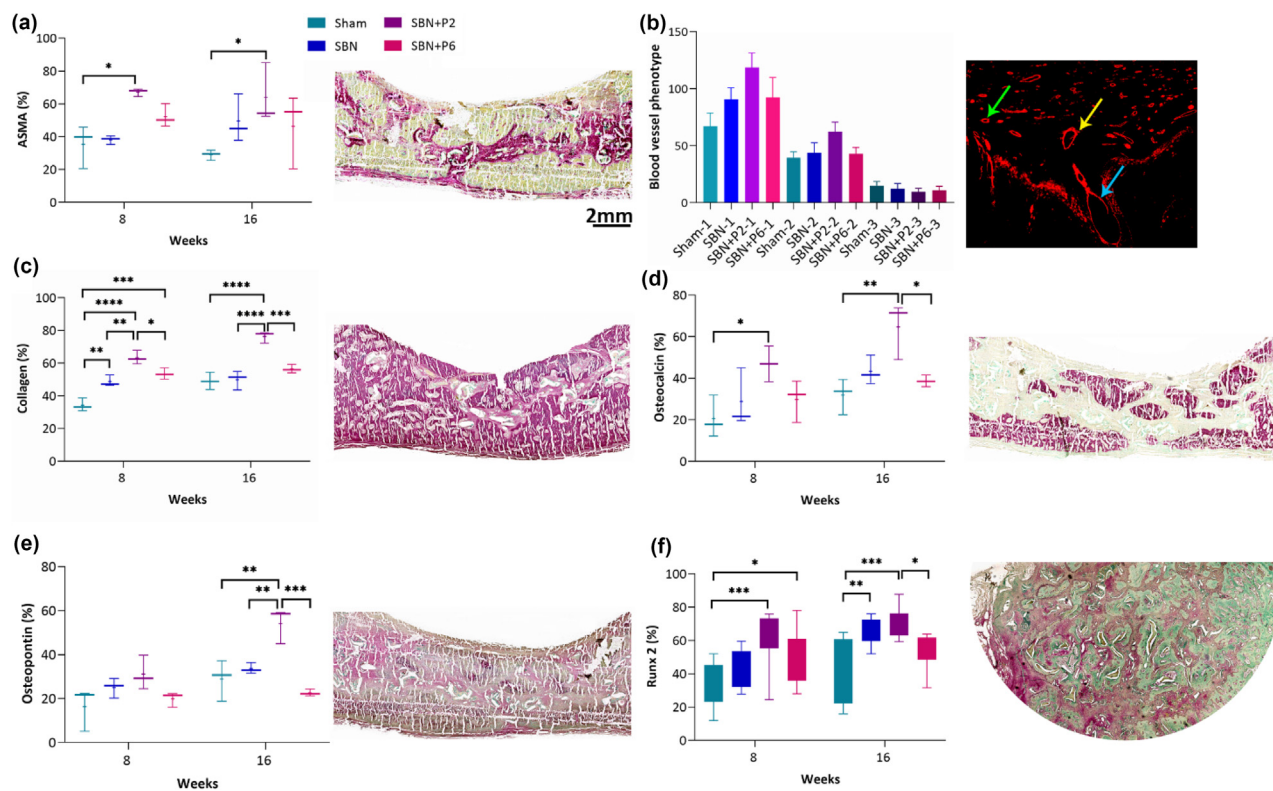 (a)
Sham
SBN
SBN+P2
SBN+P6
ASMA (%)
100
80
60
40
20
0
*
*
8
16
Weeks
2mm
(b)
Blood vessel phenotype
150
100
50
0
Sham-1
SBN-1
SBN+P2-1
SBN+P6-1
Sham-2
SBN-2
SBN+P2-2
SBN+P6-2
Sham-3
SBN-3
SBN+P2-3
SBN+P6-3
(c)
Collagen (%)
100
80
60
40
20
0
***
****
**
*
**
****
****
***
8
16
Weeks
(d)
Osteocalcin (%)
80
60
40
20
0
*
**
*
8
16
Weeks
(e)
Osteopontin (%)
80
60
40
20
0
**
**
***
8
16
Weeks
(f)
Runx 2 (%)
100
80
60
40
20
0
*
***
***
**
*
8
16
Weeks